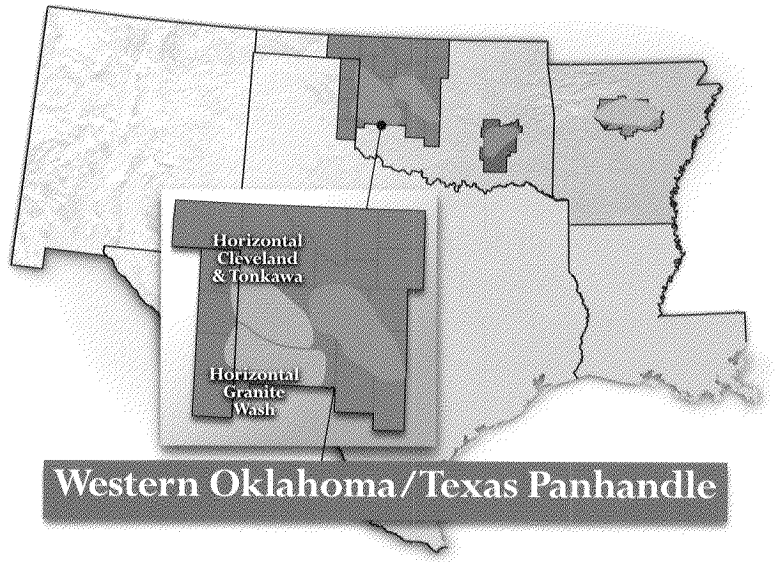 Horizontal
Cleveland
& Tonkawa
Horizontal
Granite
Wash
Western Oklahoma/Texas Panhandle